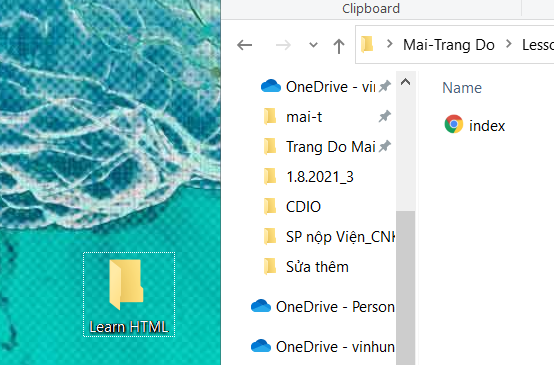 Clipboard
Mai-Trang Do > Lesso
OneDrive - vin
Name
mai-t
index
Trang Do Mai
1.8.2021_3
CDIO
SP nộp Viện_CNK
Sửa thêm
OneDrive - Person
OneDrive - vinhun
Learn HTML